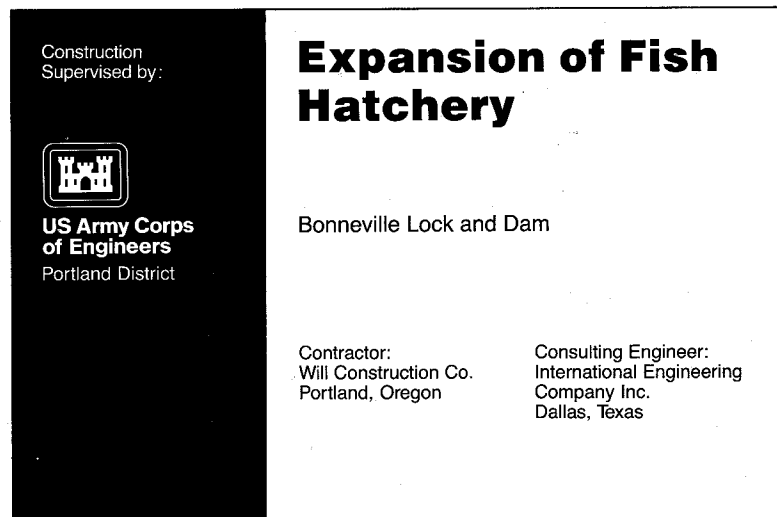 Construction
Supervised by:
US Army Corps
of Engineers
Portland District
Expansion of Fish
Hatchery
Bonneville Lock and Dam
Contractor:
Will Construction Co.
Portland, Oregon
Consulting Engineer:
International Engineering
Company Inc.
Dallas, Texas